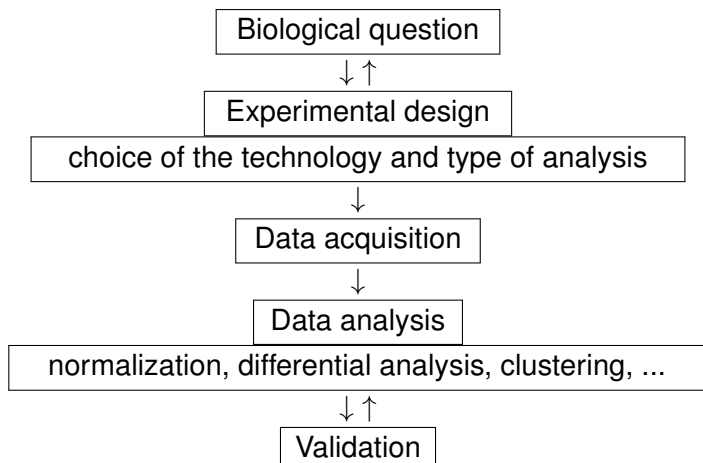 Biological question
↓↑
Experimental design
choice of the technology and type of analysis
↓
Data acquisition
↓
Data analysis
normalization, differential analysis, clustering, ...
↓↑
Validation